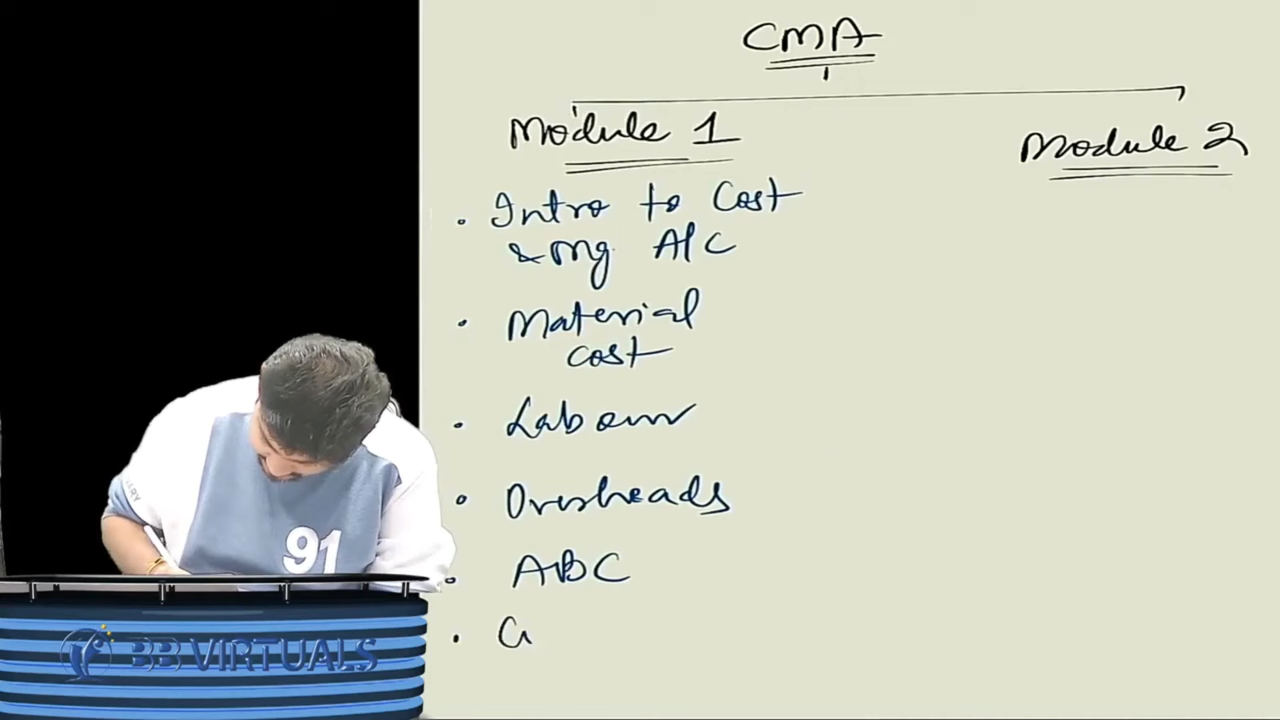 CMA
Module 1
Module 2
• Intro to Cost
& Mg. A/C
• Material
Cost
• Labour
• Overheads
• ABC
• C
91
BB VIRTUALS